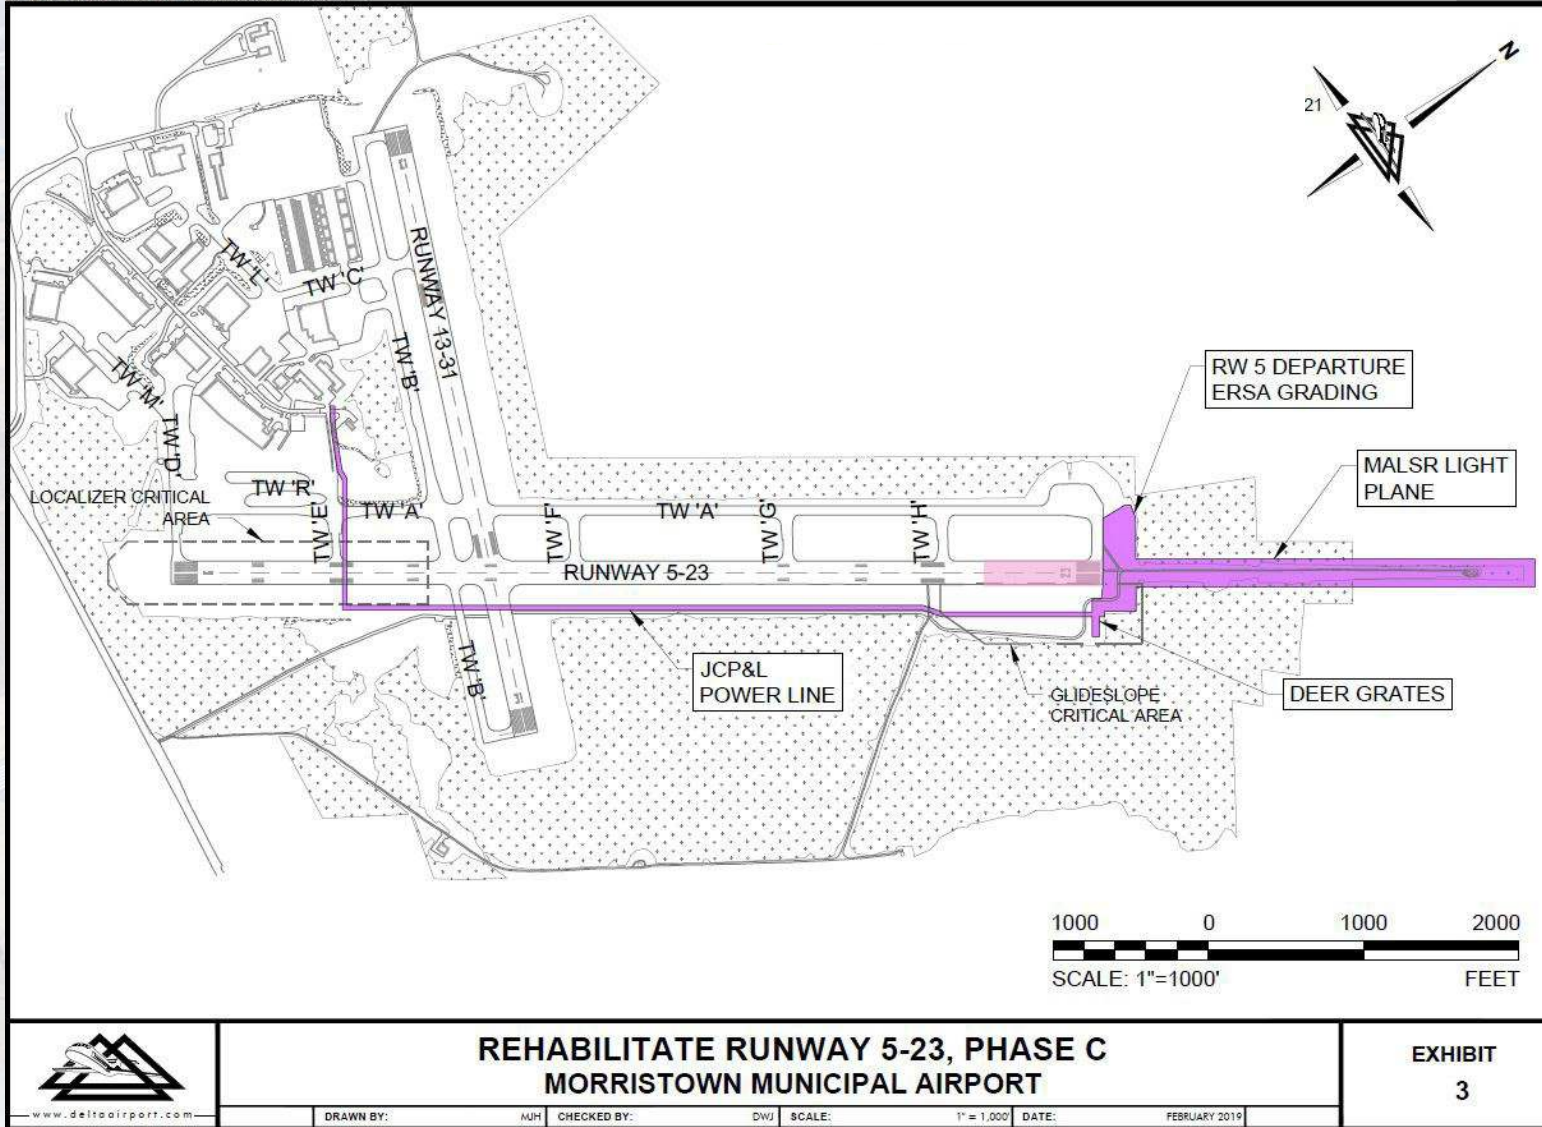 N
21
RW 5 DEPARTURE
ERSA GRADING
MALSR LIGHT
PLANE
RUNWAY 13-31
TW 'L'
TW 'C'
TW 'B'
TW 'M'
TW 'D'
LOCALIZER CRITICAL
AREA
TW 'R'
TW 'E'
TW 'A'
TW 'F'
TW 'A'
TW 'G'
TW 'H'
RUNWAY 5-23
23
TW 'B'
JCP&L
POWER LINE
GLIDESLOPE
CRITICAL AREA
DEER GRATES
1000 0 1000 2000
SCALE: 1"=1000' FEET
REHABILITATE RUNWAY 5-23, PHASE C
MORRISTOWN MUNICIPAL AIRPORT
EXHIBIT
3
www.deltaairport.com
DRAWN BY: MJH CHECKED BY: DWJ SCALE: 1" = 1,000' DATE: FEBRUARY 2019